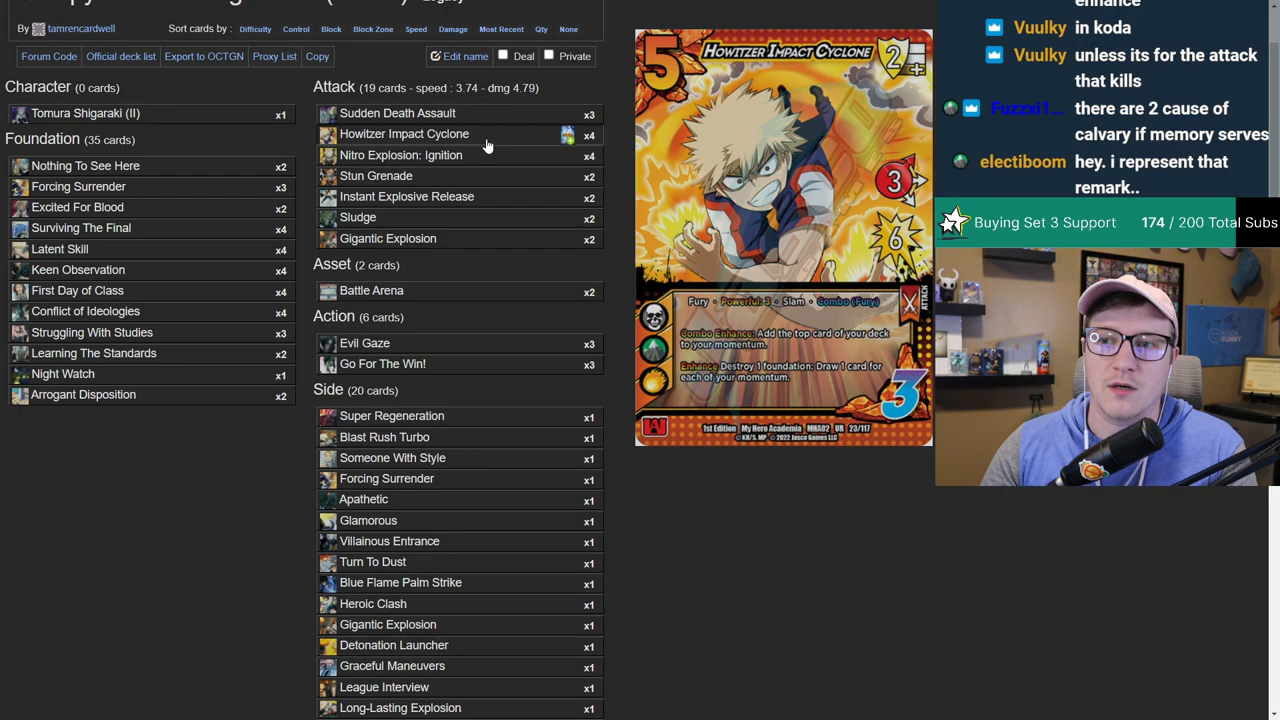 By tamrencardwell
Sort cards by : Difficulty Control Block Block Zone Speed Damage Most Recent Qty None
Forum Code Official deck list Export to OCTGN Proxy List Copy Edit name Deal Private
Character (0 cards)
Tomura Shigaraki (II) x1
Foundation (35 cards)
Nothing To See Here x2
Forcing Surrender x3
Excited For Blood x2
Surviving The Final x4
Latent Skill x4
Keen Observation x4
First Day of Class x4
Conflict of Ideologies x4
Struggling With Studies x3
Learning The Standards x2
Night Watch x1
Arrogant Disposition x2
Attack (19 cards - speed : 3.74 - dmg 4.79)
Sudden Death Assault x3
Howitzer Impact Cyclone x4
Nitro Explosion: Ignition x4
Stun Grenade x2
Instant Explosive Release x2
Sludge x2
Gigantic Explosion x2
Asset (2 cards)
Battle Arena x2
Action (6 cards)
Evil Gaze x3
Go For The Win! x3
Side (20 cards)
Super Regeneration x1
Blast Rush Turbo x1
Someone With Style x1
Forcing Surrender x1
Apathetic x1
Glamorous x1
Villainous Entrance x1
Turn To Dust x1
Blue Flame Palm Strike x1
Heroic Clash x1
Gigantic Explosion x1
Detonation Launcher x1
Graceful Maneuvers x1
League Interview x1
Long-Lasting Explosion x1
5 Howitzer Impact Cyclone 2 +
3
6
Fury • Powerful: 3 • Slam • Combo (Fury)
ATTACK
Combo Enhance: Add the top card of your deck
to your momentum.
Enhance Destroy 1 foundation: Draw 1 card for
each of your momentum.
3
1st Edition My Hero Academia MHA02 UR 23/117
© KH/S. MP © 2022 Jasco Games LLC
enhance
Vuulky in koda
Vuulky unless its for the attack
that kills
Fuzzxi1... there are 2 cause of
calvary if memory serves
electiboom hey. i represent that
remark..
Buying Set 3 Support 174 / 200 Total Subs